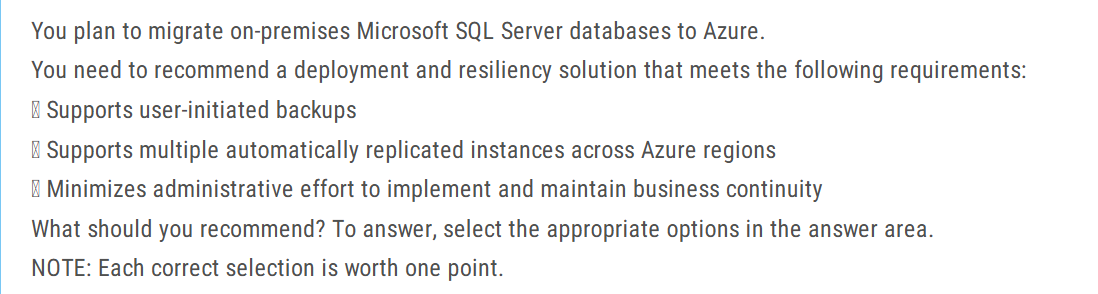 You plan to migrate on-premises Microsoft SQL Server databases to Azure.
You need to recommend a deployment and resiliency solution that meets the following requirements:
Supports user-initiated backups
Supports multiple automatically replicated instances across Azure regions
Minimizes administrative effort to implement and maintain business continuity
What should you recommend? To answer, select the appropriate options in the answer area.
NOTE: Each correct selection is worth one point.